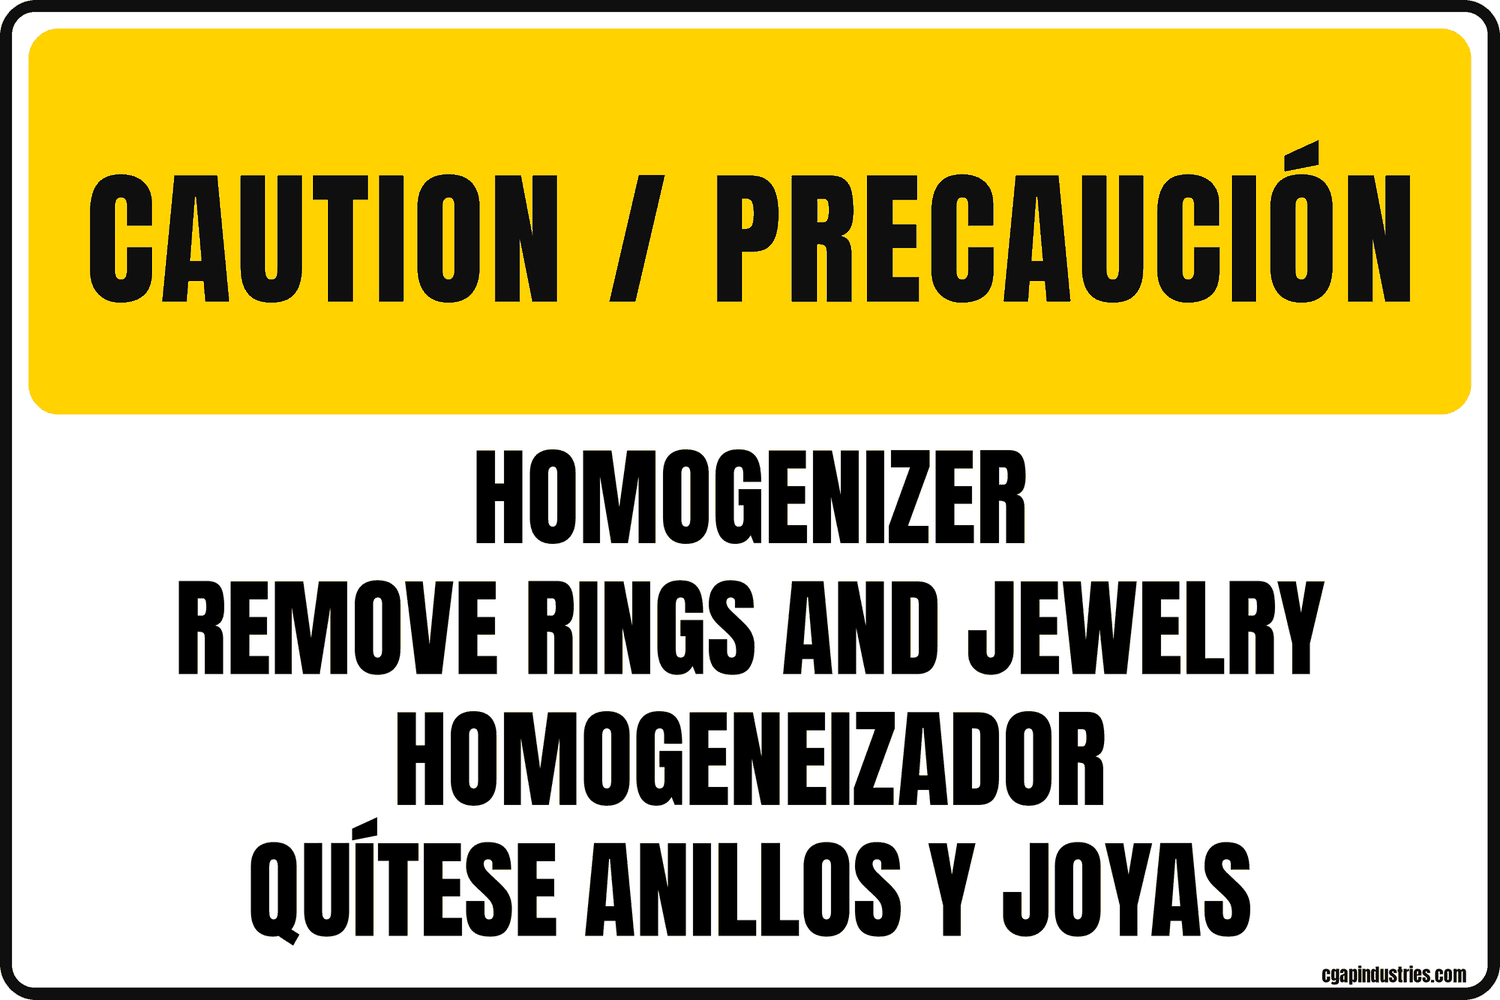 CAUTION / PRECAUCIÓN
HOMOGENIZER
REMOVE RINGS AND JEWELRY
HOMOGENEIZADOR
QUÍTESE ANILLOS Y JOYAS
cgapindustries.com